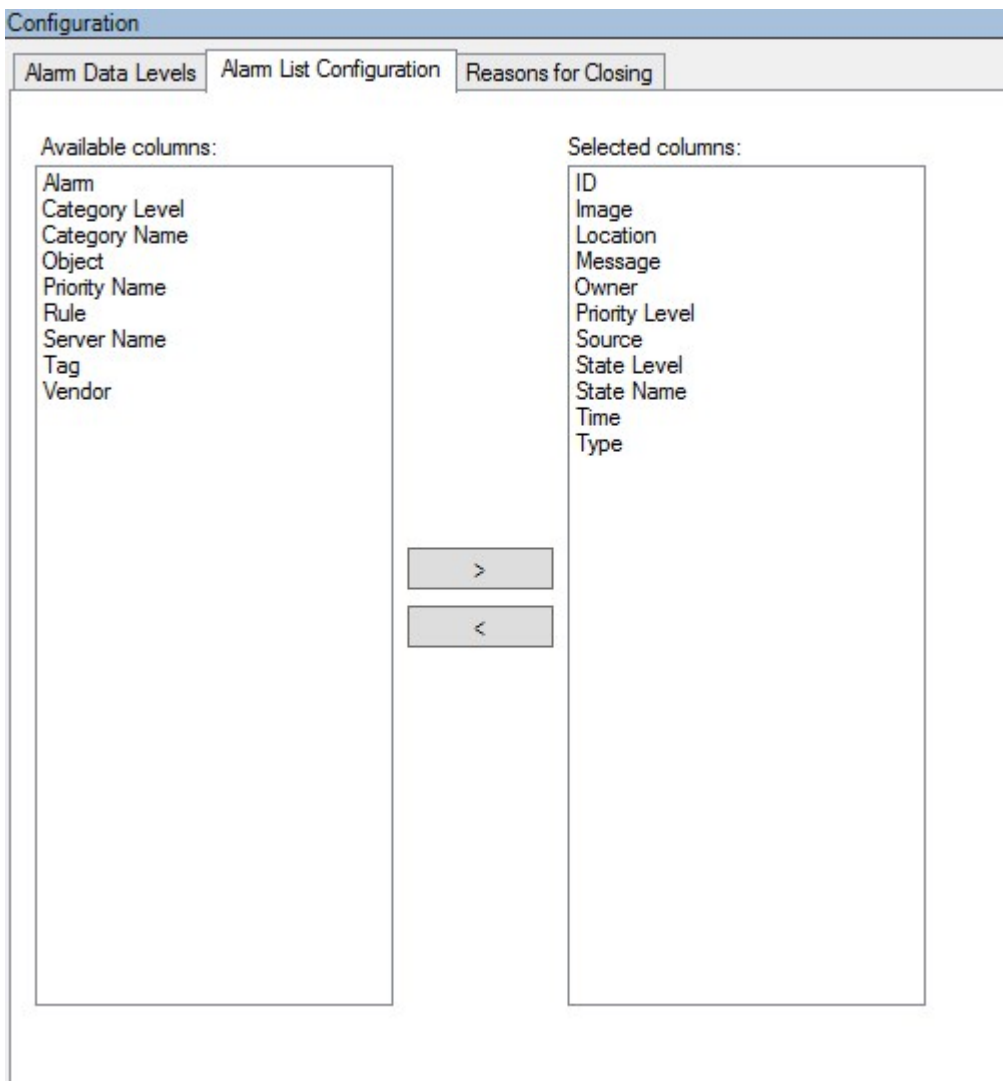 Configuration
Alarm Data Levels
Alarm List Configuration
Reasons for Closing
Available columns:
Alarm
Category Level
Category Name
Object
Priority Name
Rule
Server Name
Tag
Vendor
>
<
Selected columns:
ID
Image
Location
Message
Owner
Priority Level
Source
State Level
State Name
Time
Type